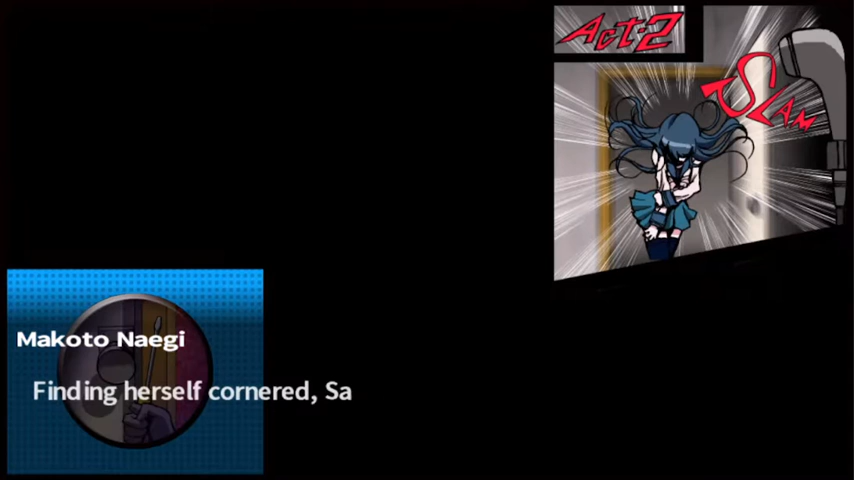 Act.2
SLAM
Makoto Naegi
Finding herself cornered, Sa